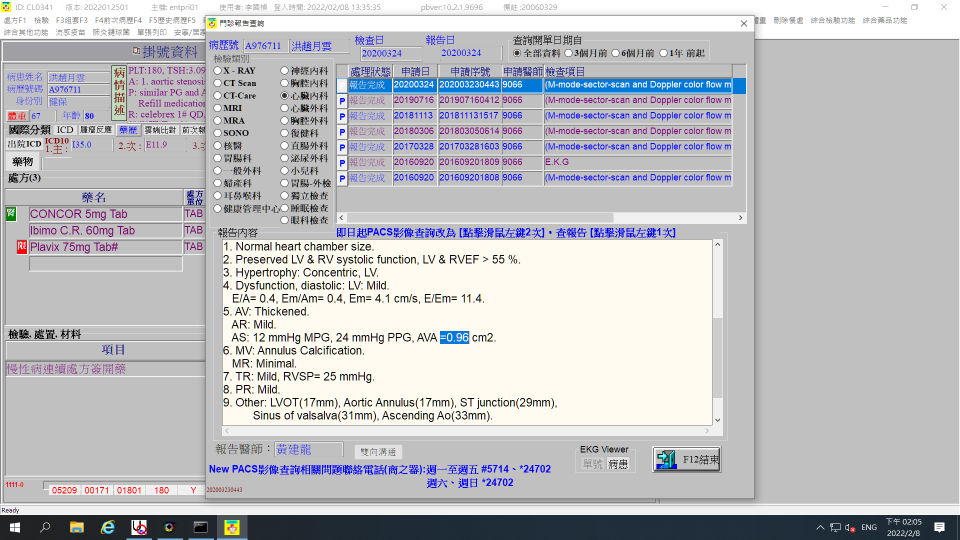 ID: CL0341 版本: 2022012501 主機: entpri01 使用者: 李國楨 登入時間: 2022/02/08 13:35:35 pbver:10.2.1.9696 備註 :20060329
處方F1 檢驗 F3組套F3 F4前次病歷F4 F5歷史病歷F5
刪除餐處 綜合檢驗功能 綜合藥品功能
綜合其他功能 流感疫苗 肺炎鏈球菌 單張列印
掛號資料
病患姓名 洪趙月雲
病歷號碼 A976711
身份別 健保
體重 67 年齡 80
病情描述
PLT:180, TSH:3.09
A: 1. aortic stenosis
P: similar PG and A
Refill medication
R: celebrex 1# QD.
國際分類 ICD 腫瘤反應 藥歷 雲端比對 前次輔
出院ICD ICD10 1.主: I35.0 2.次: E11.9 3.次
藥物
處方(3)
藥名 處方單位
腎 CONCOR 5mg Tab TAB
Ibimo C.R. 60mg Tab TAB
限 Plavix 75mg Tab# TAB
檢驗, 處置, 材料
項目
慢性病連續處方簽開藥
1111-0 05209 00171 01801 180 Y
Ready
門診報告查詢
病歷號 A976711 洪趙月雲 檢查日 20200324 報告日 20200324
查詢開單日期自
全部資料 3個月前 6個月前 1年 前起
檢驗類別
X - RAY 神經內科
CT Scan 胸腔內科
CT-Care 心臟內科
MRI 心臟外科
MRA 胸腔外科
SONO 復健科
核醫 直腸外科
胃腸科 泌尿外科
一般外科 小兒科
婦產科 胃腸-外檢
耳鼻喉科 獨立檢查
健康管理中心 睡眠檢查
眼科檢查
處理狀態 申請日 申請序號 申請醫師 檢查項目
報告完成 20200324 202003230443 9066 (M-mode-sector-scan and Doppler color flow m
P 報告完成 20190716 201907160412 9066 (M-mode-sector-scan and Doppler color flow m
P 報告完成 20181113 201811131517 9066 (M-mode-sector-scan and Doppler color flow m
P 報告完成 20180306 201803050614 9066 (M-mode-sector-scan and Doppler color flow m
P 報告完成 20170328 201703281603 9066 (M-mode-sector-scan and Doppler color flow m
P 報告完成 20160920 201609201809 9066 E.K.G
P 報告完成 20160920 201609201808 9066 (M-mode-sector-scan and Doppler color flow m
報告內容 即日起PACS影像查詢改為 [點擊滑鼠左鍵2次]。查報告 [點擊滑鼠左鍵1次]
1. Normal heart chamber size.
2. Preserved LV & RV systolic function, LV & RVEF > 55 %.
3. Hypertrophy: Concentric, LV.
4. Dysfunction, diastolic: LV: Mild.
E/A= 0.4, Em/Am= 0.4, Em= 4.1 cm/s, E/Em= 11.4.
5. AV: Thickened.
AR: Mild.
AS: 12 mmHg MPG, 24 mmHg PPG, AVA =0.96 cm2.
6. MV: Annulus Calcification.
MR: Minimal.
7. TR: Mild, RVSP= 25 mmHg.
8. PR: Mild.
9. Other: LVOT(17mm), Aortic Annulus(17mm), ST junction(29mm),
Sinus of valsalva(31mm), Ascending Ao(33mm).
報告醫師： 黃建龍 雙向溝通
EKG Viewer
單號 病患
F12結束
New PACS影像查詢相關問題聯絡電話(商之器):週一至週五 #5714、*24702
週六、週日 *24702
202003230443
ENG
下午 02:05
2022/2/8